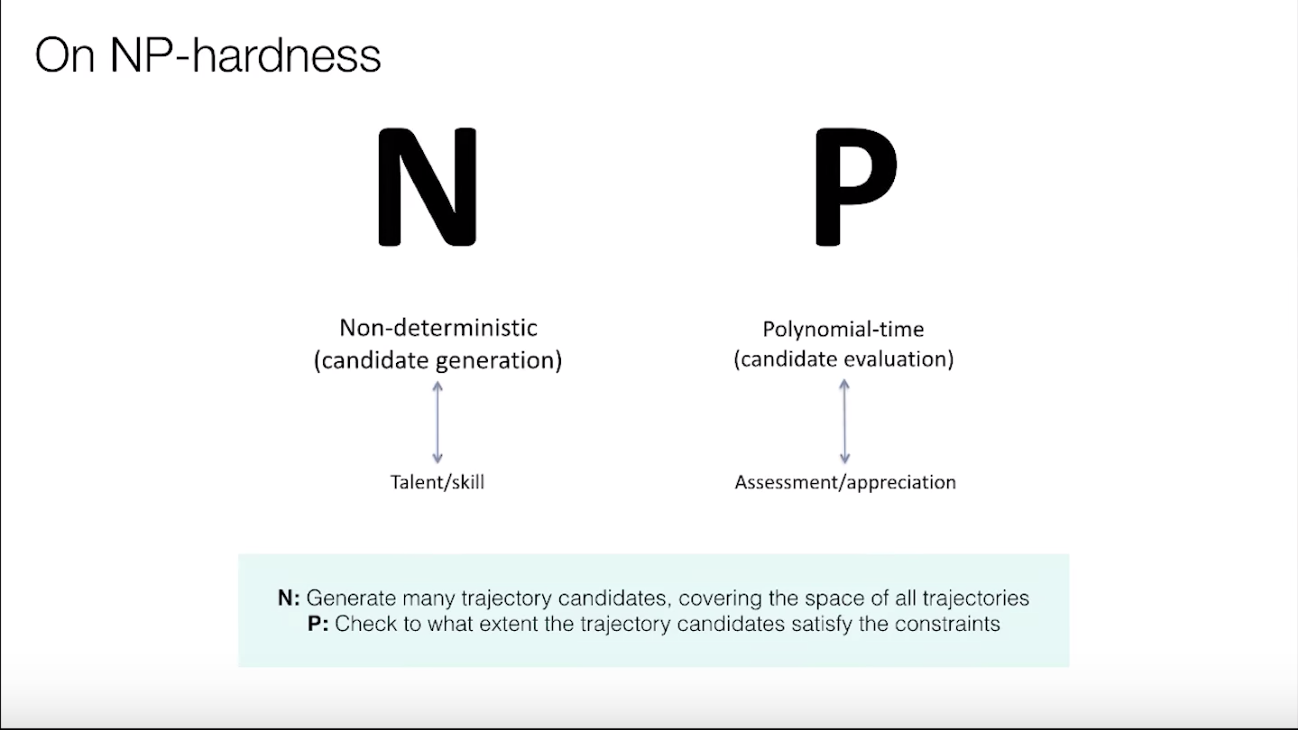 On NP-hardness
N
P
Non-deterministic
(candidate generation)
Polynomial-time
(candidate evaluation)
Talent/skill
Assessment/appreciation
N: Generate many trajectory candidates, covering the space of all trajectories
P: Check to what extent the trajectory candidates satisfy the constraints